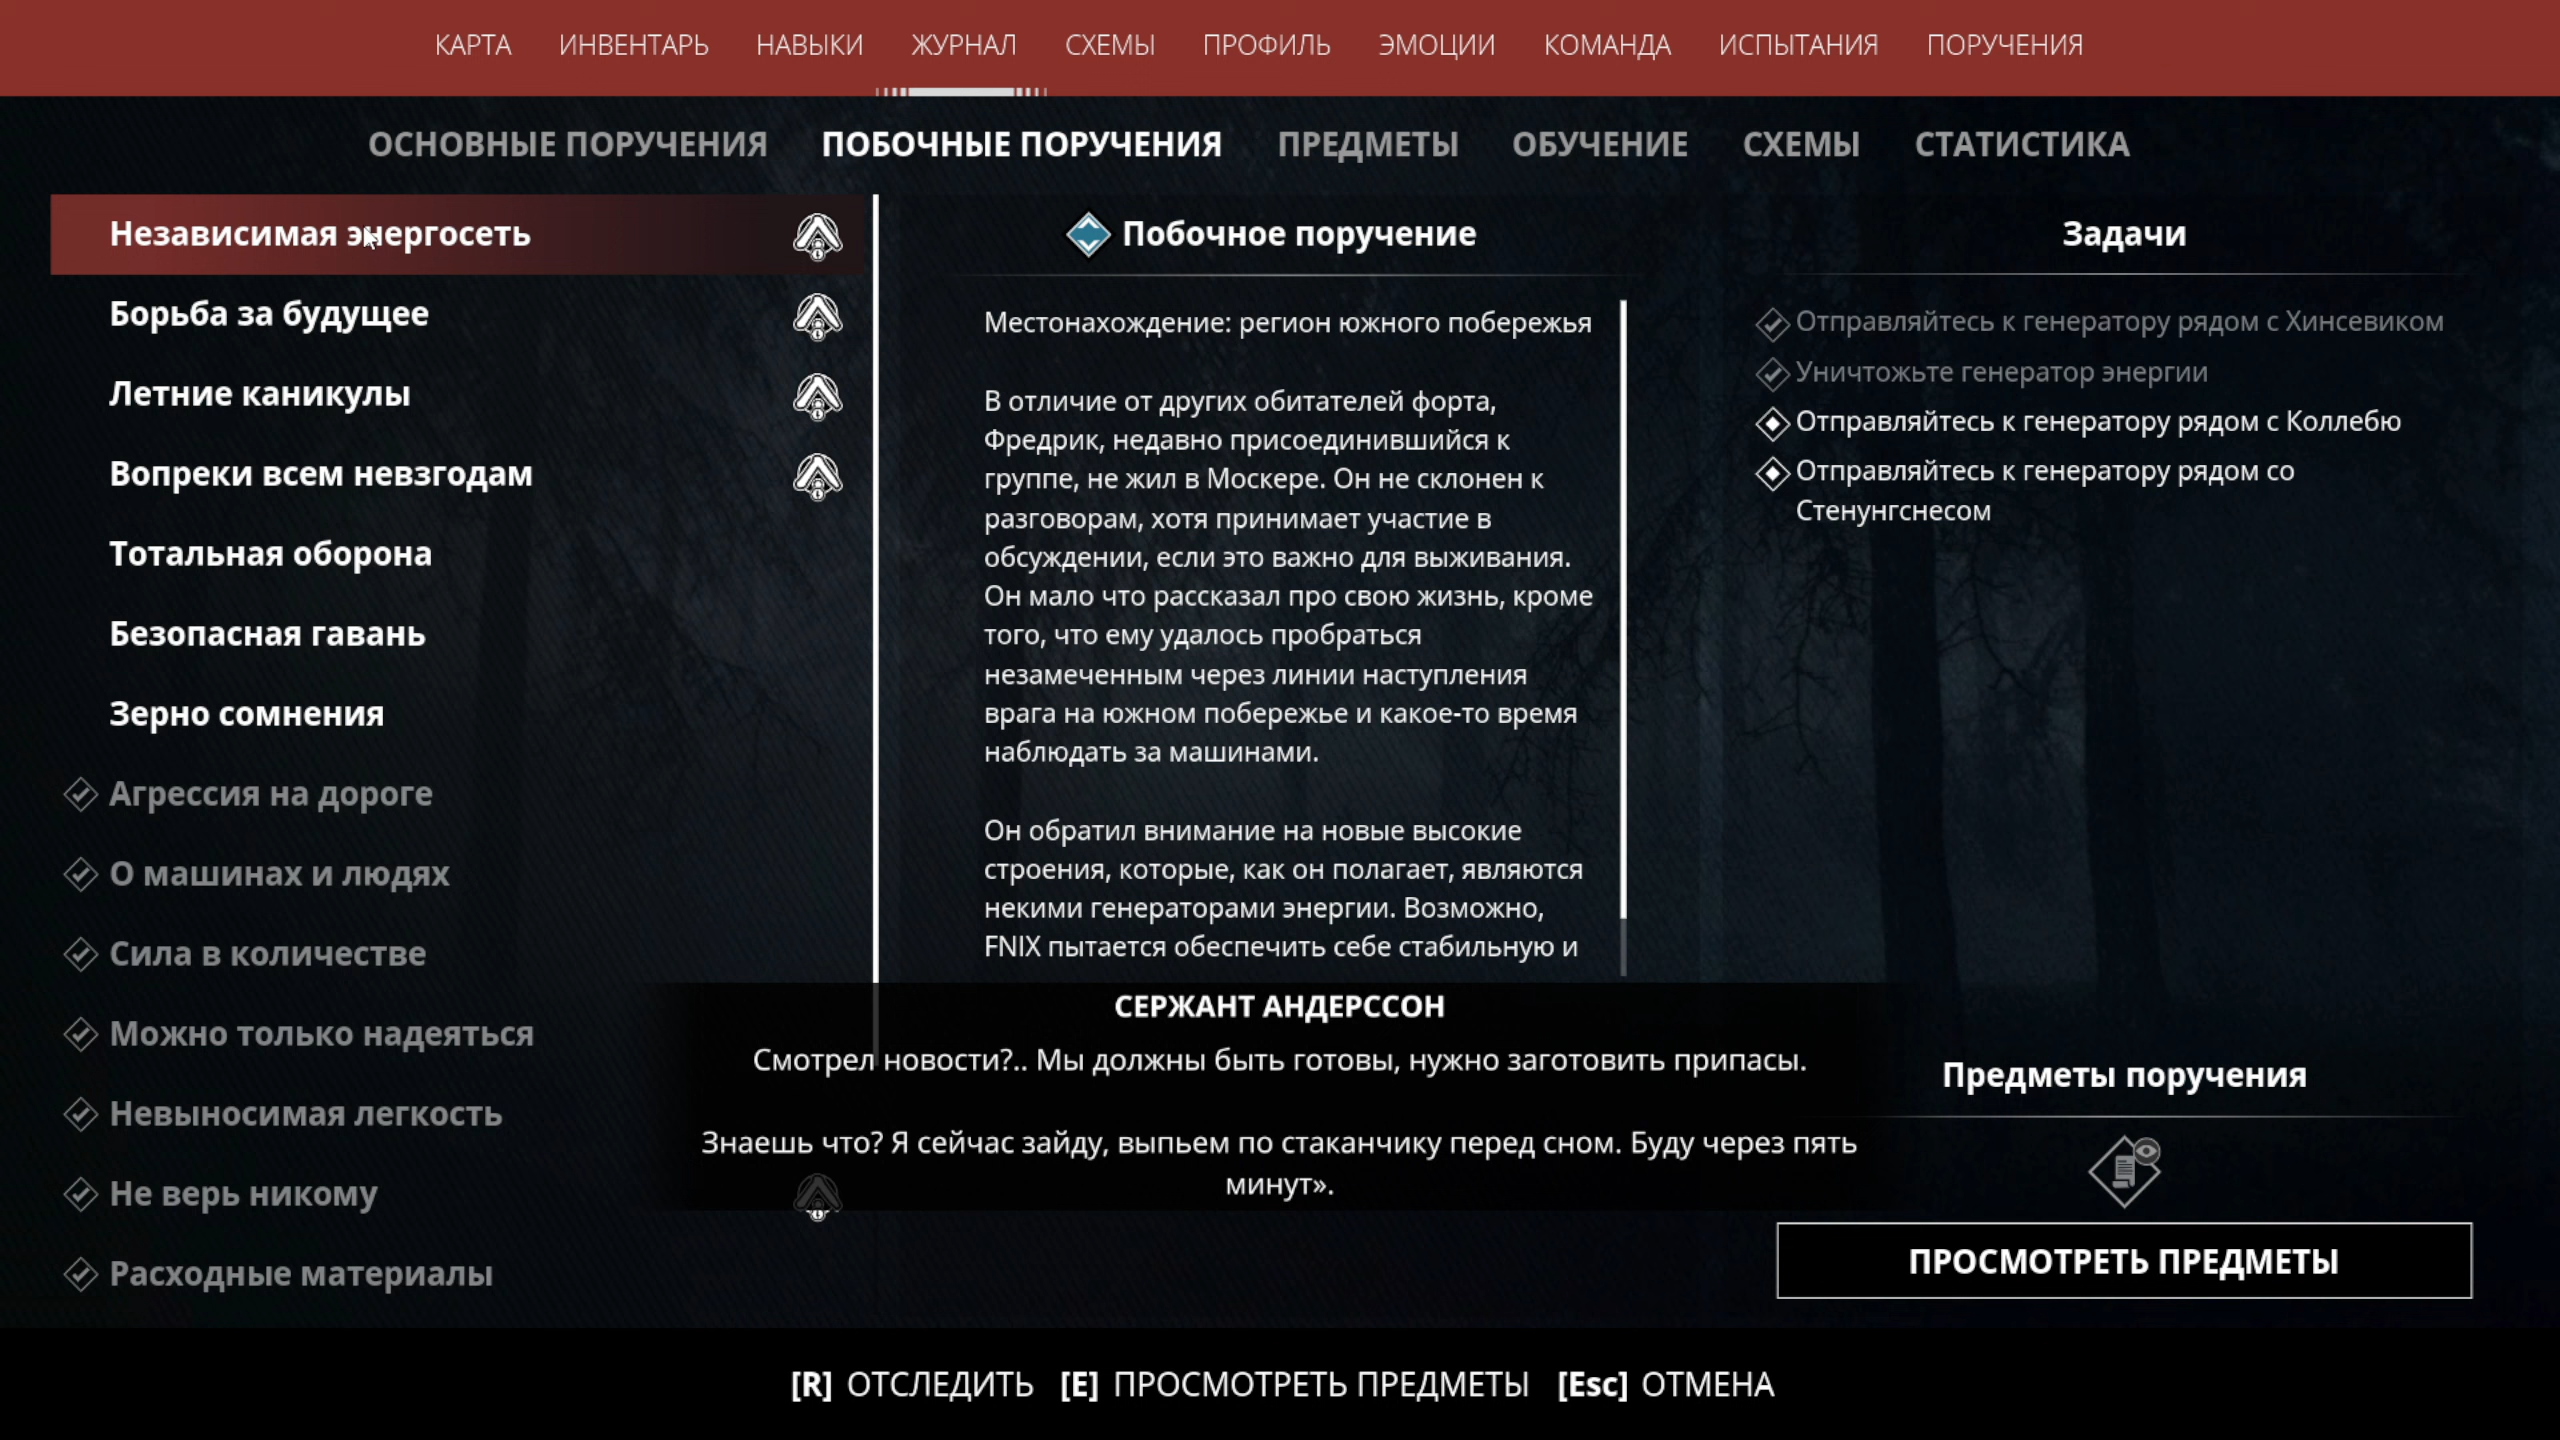 КАРТА ИНВЕНТАРЬ НАВЫКИ ЖУРНАЛ СХЕМЫ ПРОФИЛЬ ЭМОЦИИ КОМАНДА ИСПЫТАНИЯ ПОРУЧЕНИЯ
ОСНОВНЫЕ ПОРУЧЕНИЯ ПОБОЧНЫЕ ПОРУЧЕНИЯ ПРЕДМЕТЫ ОБУЧЕНИЕ СХЕМЫ СТАТИСТИКА
Независимая энергосеть
Борьба за будущее
Летние каникулы
Вопреки всем невзгодам
Тотальная оборона
Безопасная гавань
Зерно сомнения
Агрессия на дороге
О машинах и людях
Сила в количестве
Можно только надеяться
Невыносимая легкость
Не верь никому
Расходные материалы
Побочное поручение
Местонахождение: регион южного побережья
В отличие от других обитателей форта,
Фредрик, недавно присоединившийся к
группе, не жил в Москере. Он не склонен к
разговорам, хотя принимает участие в
обсуждении, если это важно для выживания.
Он мало что рассказал про свою жизнь, кроме
того, что ему удалось пробраться
незамеченным через линии наступления
врага на южном побережье и какое-то время
наблюдать за машинами.
Он обратил внимание на новые высокие
строения, которые, как он полагает, являются
некими генераторами энергии. Возможно,
FNIX пытается обеспечить себе стабильную и
Задачи
Отправляйтесь к генератору рядом с Хинсевиком
Уничтожьте генератор энергии
Отправляйтесь к генератору рядом с Коллебю
Отправляйтесь к генератору рядом со
Стенунгснесом
СЕРЖАНТ АНДЕРССОН
Смотрел новости?.. Мы должны быть готовы, нужно заготовить припасы.
Знаешь что? Я сейчас зайду, выпьем по стаканчику перед сном. Буду через пять
минут».
Предметы поручения
ПРОСМОТРЕТЬ ПРЕДМЕТЫ
[R] ОТСЛЕДИТЬ [E] ПРОСМОТРЕТЬ ПРЕДМЕТЫ [Esc] ОТМЕНА